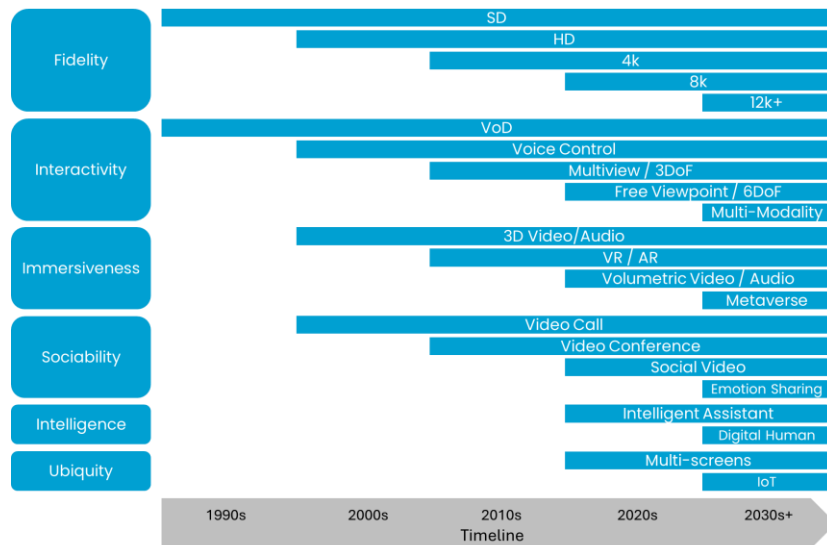 Fidelity
SD
HD
4k
8k
12k+
Interactivity
VoD
Voice Control
Multiview / 3DoF
Free Viewpoint / 6DoF
Multi-Modality
Immersiveness
3D Video/Audio
VR / AR
Volumetric Video / Audio
Metaverse
Sociability
Video Call
Video Conference
Social Video
Emotion Sharing
Intelligence
Intelligent Assistant
Digital Human
Ubiquity
Multi-screens
IoT
1990s 2000s 2010s 2020s 2030s+
Timeline